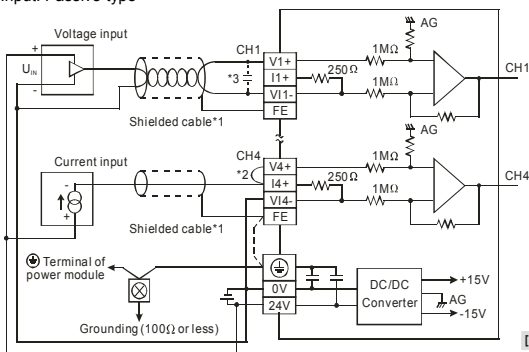 Input: Passive type
Voltage input
+
UIN
-
CH1
*3
Shielded cable*1
V1+
I1+
VI1-
FE
250Ω
1MΩ
1MΩ
AG
CH1
Current input
-
+
CH4
*2
Shielded cable*1
V4+
I4+
VI4-
FE
250Ω
1MΩ
1MΩ
AG
CH4
Terminal of
power module
Grounding (100Ω or less)
0V
24V
DC/DC
Converter
+15V
AG
-15V
[